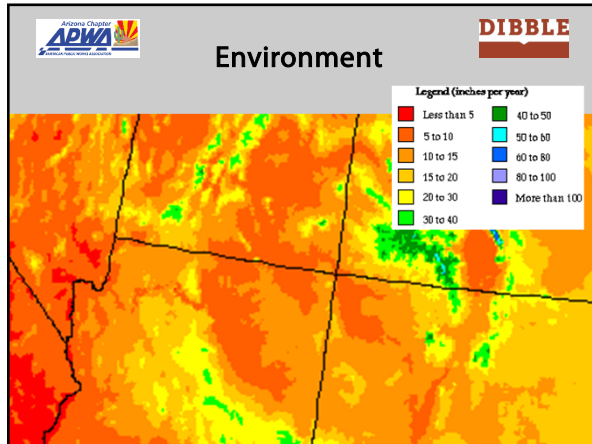 Arizona Chapter
APWA
AMERICAN PUBLIC WORKS ASSOCIATION
DIBBLE
Environment
Legend (inches per year)
Less than 5
5 to 10
10 to 15
15 to 20
20 to 30
30 to 40
40 to 50
50 to 60
60 to 80
80 to 100
More than 100